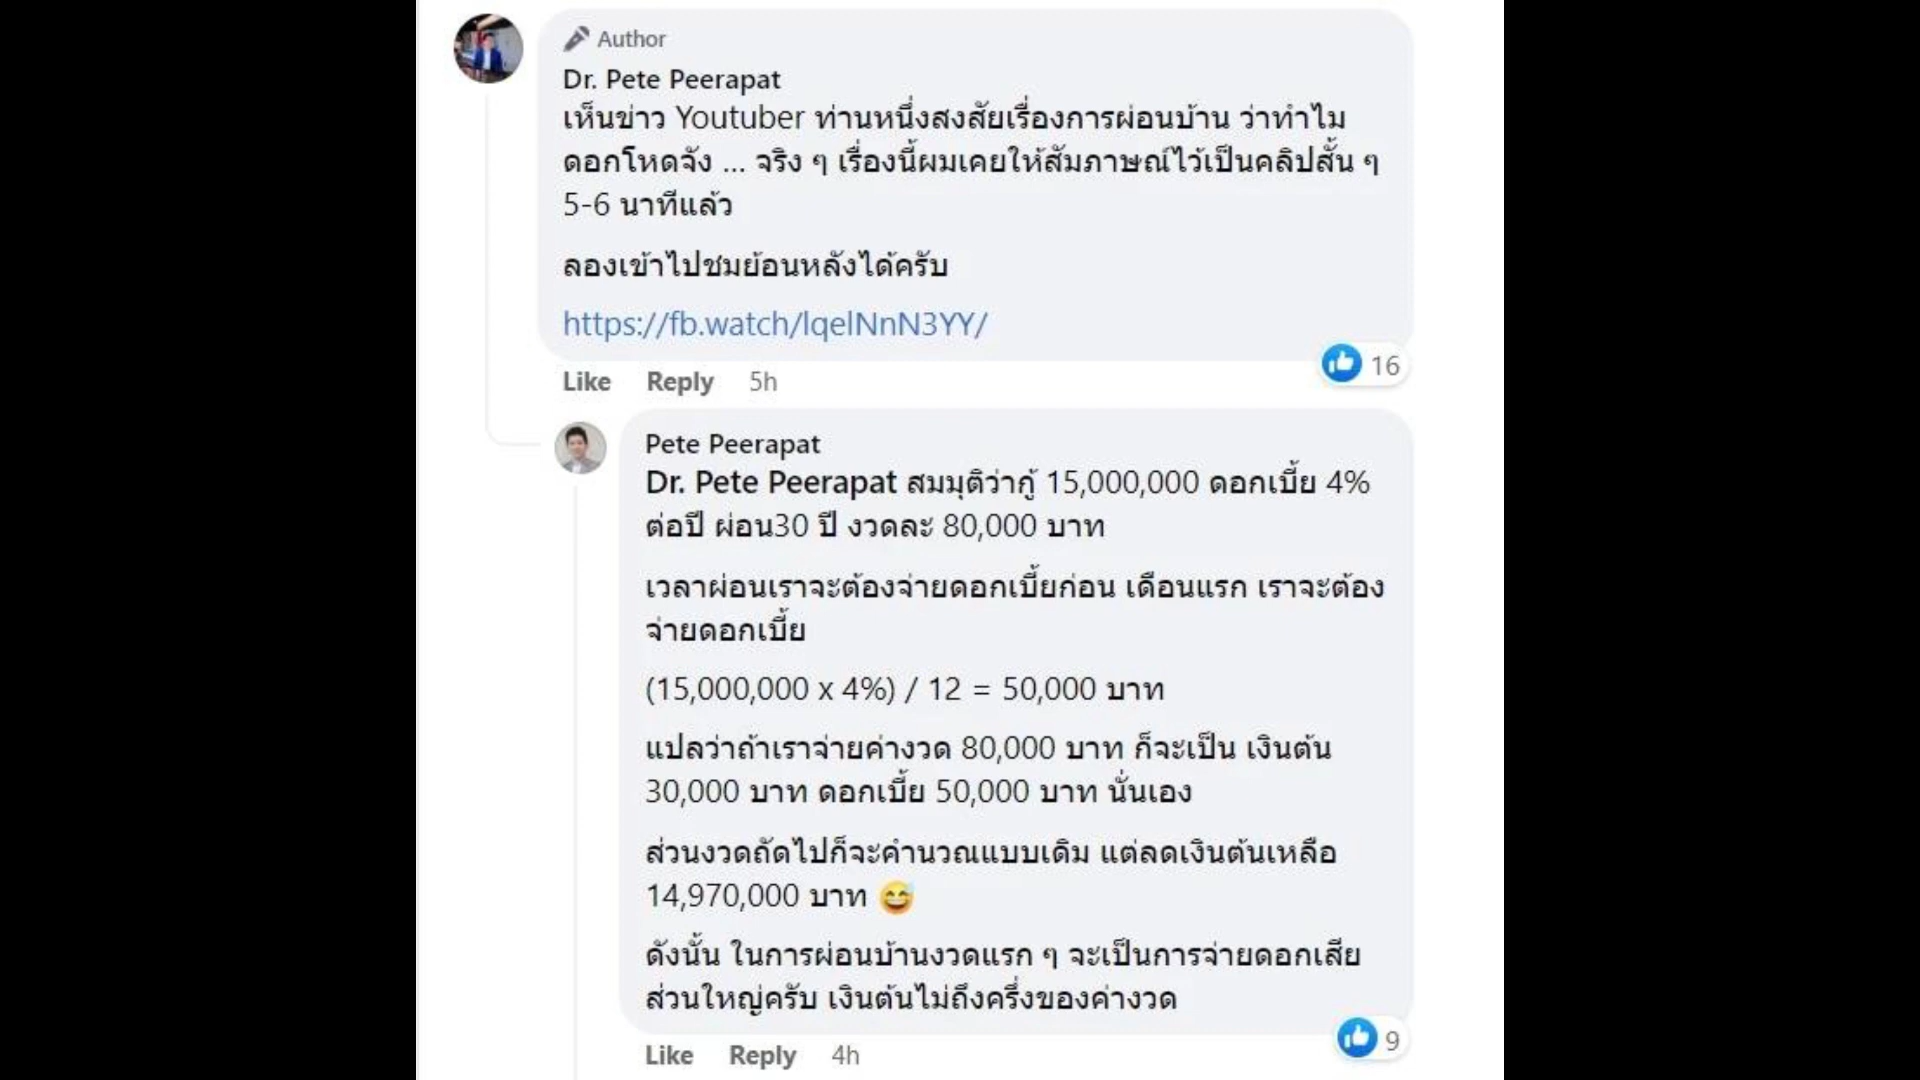 Author
Dr. Pete Peerapat
เห็นข่าว Youtuber ท่านหนึ่งสงสัยเรื่องการผ่อนบ้าน ว่าทำไม
ดอกโหดจัง ... จริง ๆ เรื่องนี้ผมเคยให้สัมภาษณ์ไว้เป็นคลิปสั้น ๆ
5-6 นาทีแล้ว
ลองเข้าไปชมย้อนหลังได้ครับ
https://fb.watch/lqelNnN3YY/
16
Like Reply 5h
Pete Peerapat
Dr. Pete Peerapat สมมุติว่ากู้ 15,000,000 ดอกเบี้ย 4%
ต่อปี ผ่อน30 ปี งวดละ 80,000 บาท
เวลาผ่อนเราจะต้องจ่ายดอกเบี้ยก่อน เดือนแรก เราจะต้อง
จ่ายดอกเบี้ย
(15,000,000 x 4%) / 12 = 50,000 บาท
แปลว่าถ้าเราจ่ายค่างวด 80,000 บาท ก็จะเป็น เงินต้น
30,000 บาท ดอกเบี้ย 50,000 บาท นั่นเอง
ส่วนงวดถัดไปก็จะคำนวณแบบเดิม แต่ลดเงินต้นเหลือ
14,970,000 บาท 😅
ดังนั้น ในการผ่อนบ้านงวดแรก ๆ จะเป็นการจ่ายดอกเสีย
ส่วนใหญ่ครับ เงินต้นไม่ถึงครึ่งของค่างวด
9
Like Reply 4h